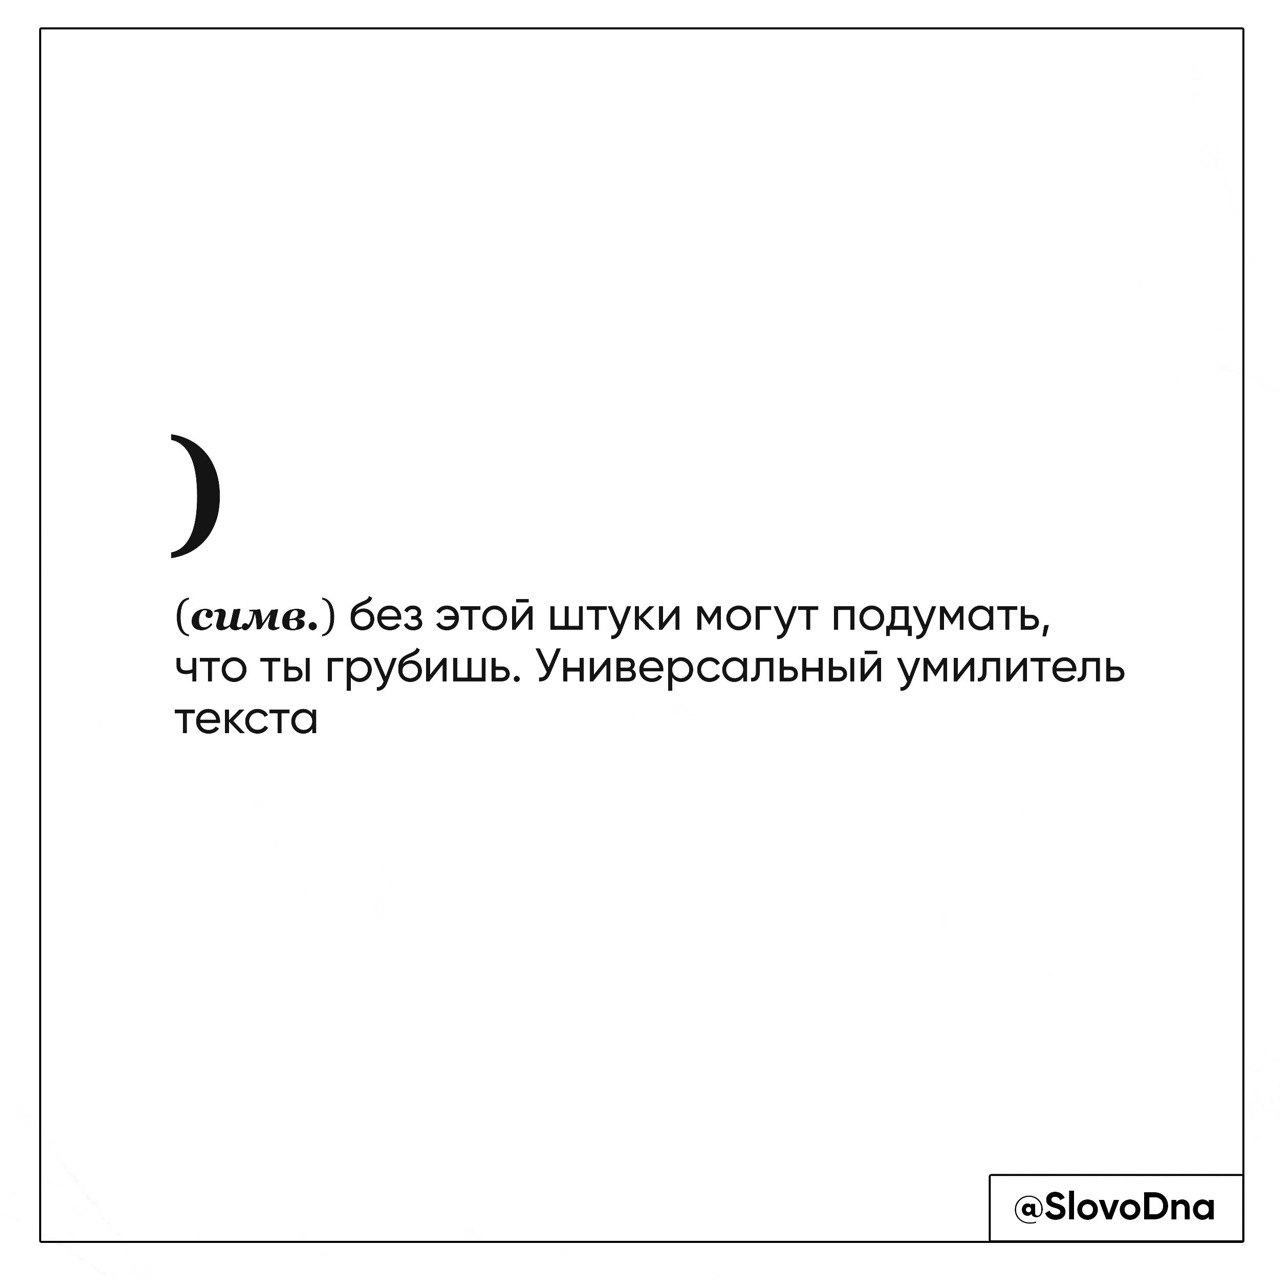 )
(симв.) без этой штуки могут подумать,
что ты грубишь. Универсальный умилитель
текста
@SlovoDna